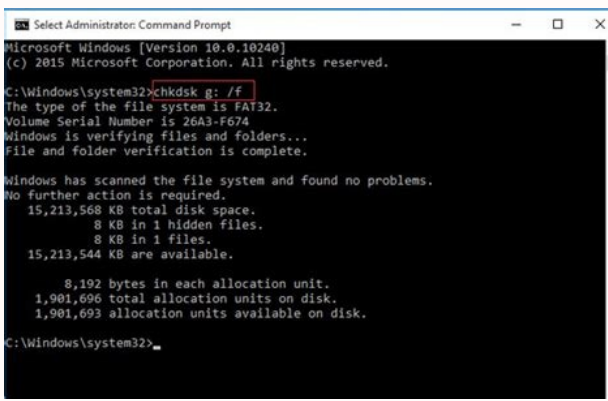 Select Administrator: Command Prompt
Microsoft Windows [Version 10.0.10240]
(c) 2015 Microsoft Corporation. All rights reserved.
C:\Windows\system32>chkdsk g: /f
The type of the file system is FAT32.
Volume Serial Number is 26A3-F674
Windows is verifying files and folders...
File and folder verification is complete.
Windows has scanned the file system and found no problems.
No further action is required.
15,213,568 KB total disk space.
8 KB in 1 hidden files.
8 KB in 1 files.
15,213,544 KB are available.
8,192 bytes in each allocation unit.
1,901,696 total allocation units on disk.
1,901,693 allocation units available on disk.
C:\Windows\system32>